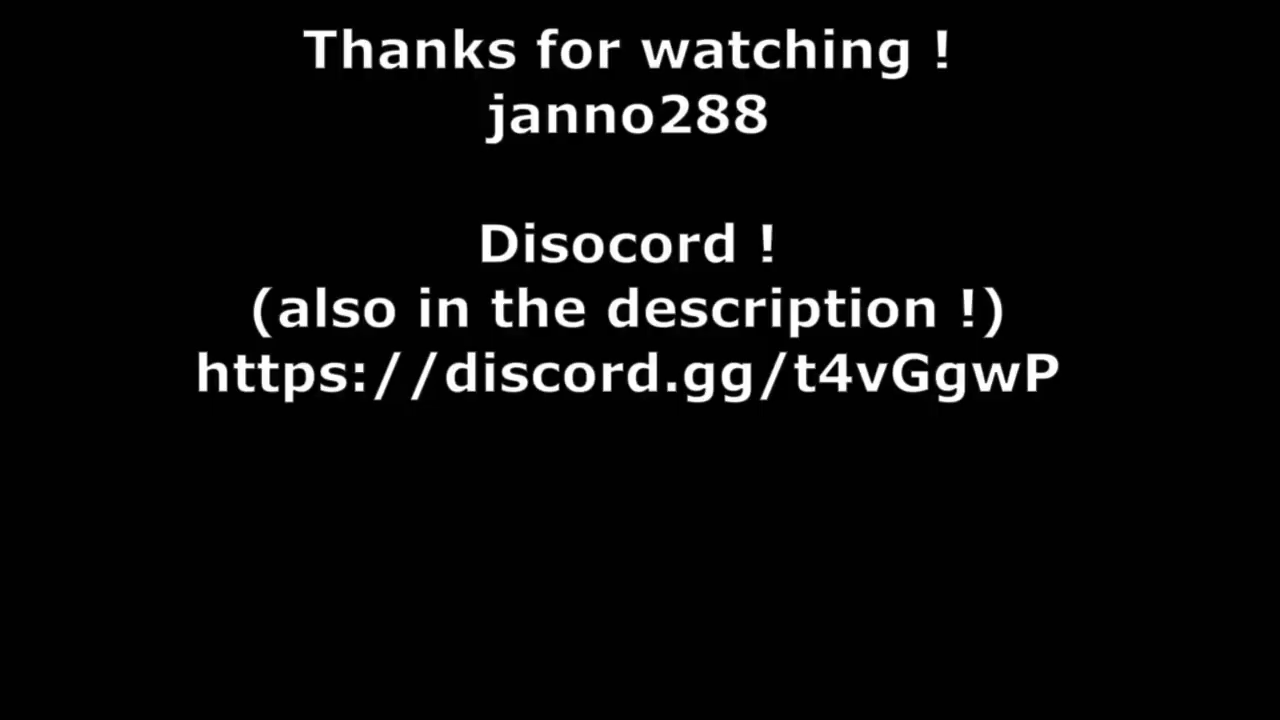 Thanks for watching !
janno288
Disocord !
(also in the description !)
https://discord.gg/t4vGgwP